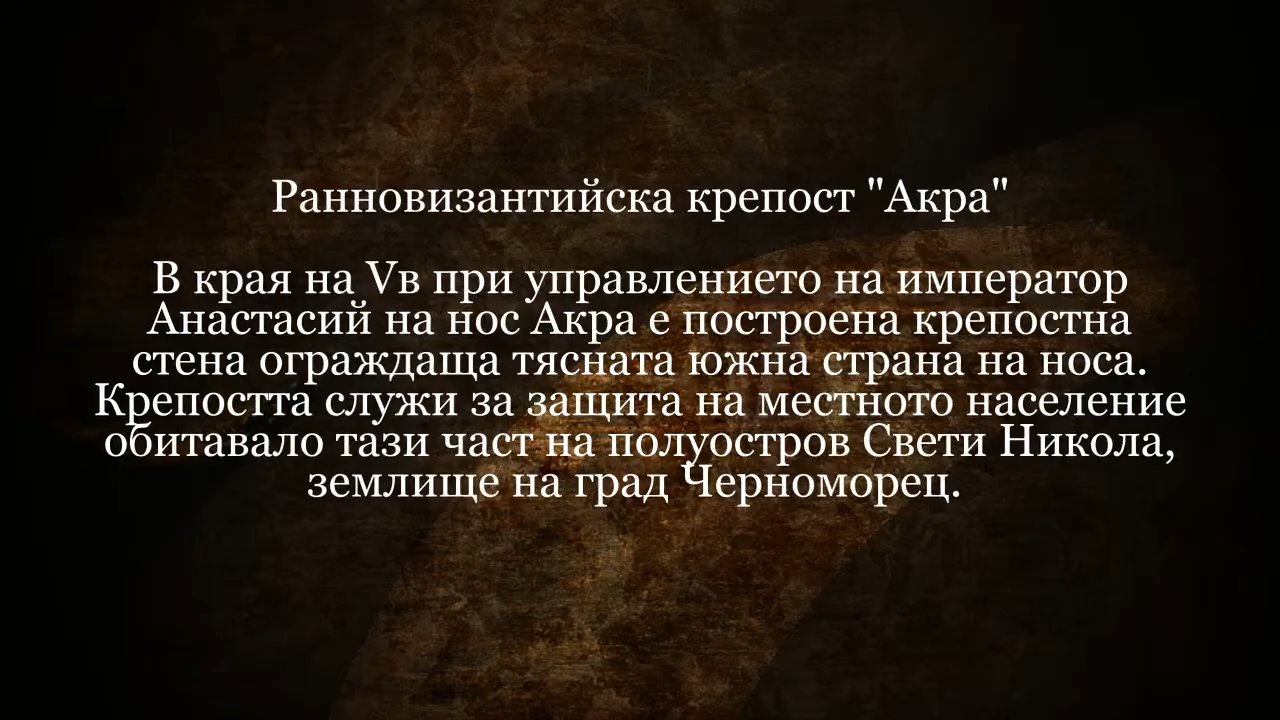 Ранновизантийска крепост "Акра"
В края на Vв при управлението на император
Анастасий на нос Акра е построена крепостна
стена ограждаща тясната южна страна на носа.
Крепостта служи за защита на местното население
обитавало тази част на полуостров Свети Никола,
землище на град Черноморец.